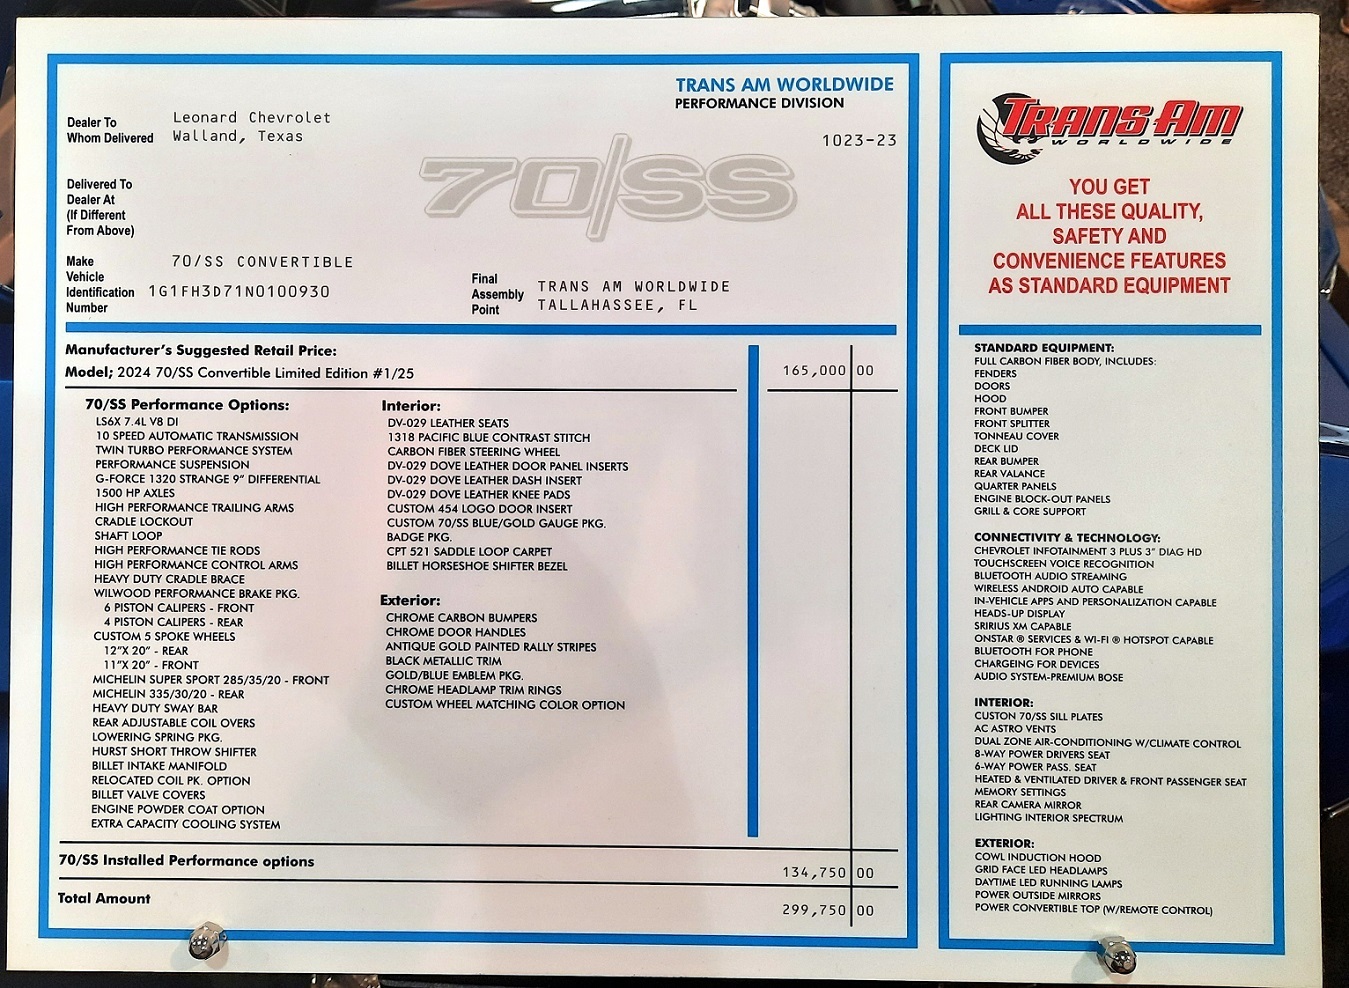 TRANS AM WORLDWIDE
PERFORMANCE DIVISION
Dealer To
Whom Delivered
Leonard Chevrolet
Walland, Texas
1023-23
70/SS
Delivered To
Dealer At
(If Different
From Above)
Make
70/SS CONVERTIBLE
Vehicle
Identification
Number
1G1FH3D71N0100930
Final
Assembly
Point
TRANS AM WORLDWIDE
TALLAHASSEE, FL
Manufacturer's Suggested Retail Price:
Model; 2024 70/SS Convertible Limited Edition #1/25
165,000 00
70/SS Performance Options:
LS6X 7.4L V8 DI
10 SPEED AUTOMATIC TRANSMISSION
TWIN TURBO PERFORMANCE SYSTEM
PERFORMANCE SUSPENSION
G-FORCE 1320 STRANGE 9" DIFFERENTIAL
1500 HP AXLES
HIGH PERFORMANCE TRAILING ARMS
CRADLE LOCKOUT
SHAFT LOOP
HIGH PERFORMANCE TIE RODS
HIGH PERFORMANCE CONTROL ARMS
HEAVY DUTY CRADLE BRACE
WILWOOD PERFORMANCE BRAKE PKG.
6 PISTON CALIPERS - FRONT
4 PISTON CALIPERS - REAR
CUSTOM 5 SPOKE WHEELS
12"X 20" - REAR
11"X 20" - FRONT
MICHELIN SUPER SPORT 285/35/20 - FRONT
MICHELIN 335/30/20 - REAR
HEAVY DUTY SWAY BAR
REAR ADJUSTABLE COIL OVERS
LOWERING SPRING PKG.
HURST SHORT THROW SHIFTER
BILLET INTAKE MANIFOLD
RELOCATED COIL PK. OPTION
BILLET VALVE COVERS
ENGINE POWDER COAT OPTION
EXTRA CAPACITY COOLING SYSTEM
Interior:
DV-029 LEATHER SEATS
1318 PACIFIC BLUE CONTRAST STITCH
CARBON FIBER STEERING WHEEL
DV-029 DOVE LEATHER DOOR PANEL INSERTS
DV-029 DOVE LEATHER DASH INSERT
DV-029 DOVE LEATHER KNEE PADS
CUSTOM 454 LOGO DOOR INSERT
CUSTOM 70/SS BLUE/GOLD GAUGE PKG.
BADGE PKG.
CPT 521 SADDLE LOOP CARPET
BILLET HORSESHOE SHIFTER BEZEL
Exterior:
CHROME CARBON BUMPERS
CHROME DOOR HANDLES
ANTIQUE GOLD PAINTED RALLY STRIPES
BLACK METALLIC TRIM
GOLD/BLUE EMBLEM PKG.
CHROME HEADLAMP TRIM RINGS
CUSTOM WHEEL MATCHING COLOR OPTION
70/SS Installed Performance options
134,750 00
Total Amount
299,750 00
TRANS AM
WORLDWIDE
YOU GET
ALL THESE QUALITY,
SAFETY AND
CONVENIENCE FEATURES
AS STANDARD EQUIPMENT
STANDARD EQUIPMENT:
FULL CARBON FIBER BODY, INCLUDES:
FENDERS
DOORS
HOOD
FRONT BUMPER
FRONT SPLITTER
TONNEAU COVER
DECK LID
REAR BUMPER
REAR VALANCE
QUARTER PANELS
ENGINE BLOCK-OUT PANELS
GRILL & CORE SUPPORT
CONNECTIVITY & TECHNOLOGY:
CHEVROLET INFOTAINMENT 3 PLUS 3" DIAG HD
TOUCHSCREEN VOICE RECOGNITION
BLUETOOTH AUDIO STREAMING
WIRELESS ANDROID AUTO CAPABLE
IN-VEHICLE APPS AND PERSONALIZATION CAPABLE
HEADS-UP DISPLAY
SRIRIUS XM CAPABLE
ONSTAR ® SERVICES & WI-FI ® HOTSPOT CAPABLE
BLUETOOTH FOR PHONE
CHARGEING FOR DEVICES
AUDIO SYSTEM-PREMIUM BOSE
INTERIOR:
CUSTON 70/SS SILL PLATES
AC ASTRO VENTS
DUAL ZONE AIR-CONDITIONING W/CLIMATE CONTROL
8-WAY POWER DRIVERS SEAT
6-WAY POWER PASS. SEAT
HEATED & VENTILATED DRIVER & FRONT PASSENGER SEAT
MEMORY SETTINGS
REAR CAMERA MIRROR
LIGHTING INTERIOR SPECTRUM
EXTERIOR:
COWL INDUCTION HOOD
GRID FACE LED HEADLAMPS
DAYTIME LED RUNNING LAMPS
POWER OUTSIDE MIRRORS
POWER CONVERTIBLE TOP (W/REMOTE CONTROL)